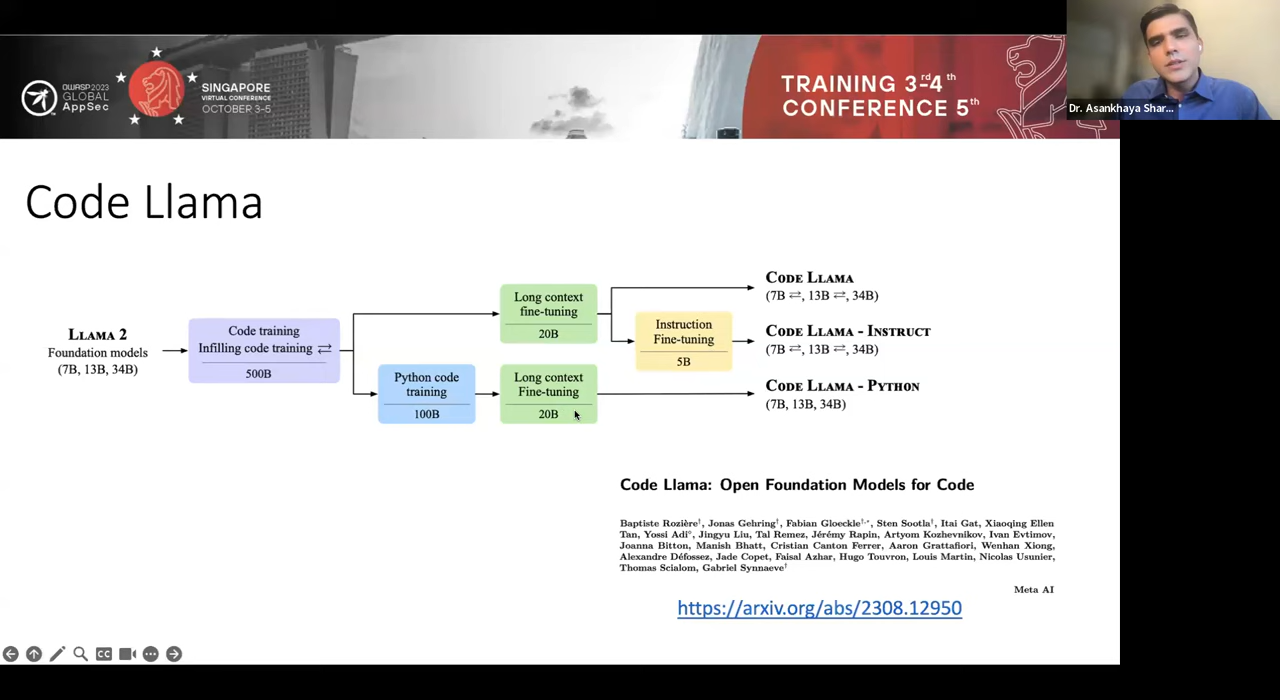 OWASP 2023
GLOBAL
AppSec
SINGAPORE
VIRTUAL CONFERENCE
OCTOBER 3-5
TRAINING 3rd-4th
CONFERENCE 5th
Dr. Asankhaya Shar...
Code Llama
LLAMA 2
Foundation models
(7B, 13B, 34B)
Code training
Infilling code training ⇄
500B
Python code
training
100B
Long context
fine-tuning
20B
Long context
Fine-tuning
20B
Instruction
Fine-tuning
5B
CODE LLAMA
(7B ⇄, 13B ⇄, 34B)
CODE LLAMA - INSTRUCT
(7B ⇄, 13B ⇄, 34B)
CODE LLAMA - PYTHON
(7B, 13B, 34B)
Code Llama: Open Foundation Models for Code
Baptiste Rozière†, Jonas Gehring†, Fabian Gloeckle†,*, Sten Sootla†, Itai Gat, Xiaoqing Ellen
Tan, Yossi Adi°, Jingyu Liu, Tal Remez, Jérémy Rapin, Artyom Kozhevnikov, Ivan Evtimov,
Joanna Bitton, Manish Bhatt, Cristian Canton Ferrer, Aaron Grattafiori, Wenhan Xiong,
Alexandre Défossez, Jade Copet, Faisal Azhar, Hugo Touvron, Louis Martin, Nicolas Usunier,
Thomas Scialom, Gabriel Synnaeve†
Meta AI
https://arxiv.org/abs/2308.12950
CC